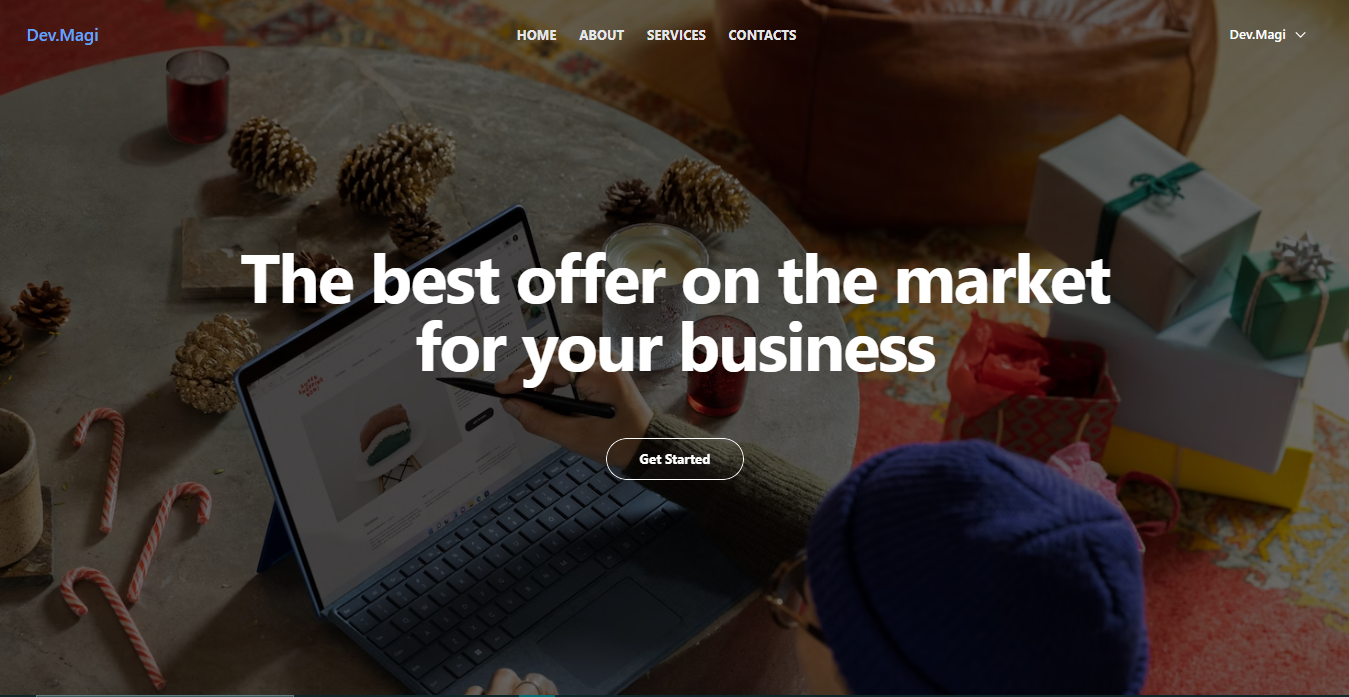 Dev.Magi
HOME ABOUT SERVICES CONTACTS
Dev.Magi
The best offer on the market
for your business
Get Started